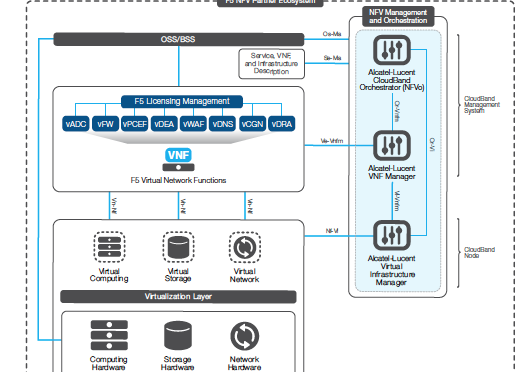 F5 NFV Partner Ecosystem
OSS/BSS
Os-Ma
Se-Ma
Service, VNF,
and Infrastructure
Description
NFV Management
and Orchestration
Alcatel-Lucent
CloudBand
Orchestrator (NFVo)
Or-Vnfm
Or-Vi
CloudBand
Management
System
F5 Licensing Management
vADC
vFW
vPCEF
vDEA
vWAF
vDNS
vCGN
vDRA
VNF
F5 Virtual Network Functions
Ve-Vnfm
Alcatel-Lucent
VNF Manager
Vi-Vnfm
Vn-Nf
Vn-Nf
Vn-Nf
Nf-Vi
Virtual
Computing
Virtual
Storage
Virtual
Network
Alcatel-Lucent
Virtual
Infrastructure
Manager
CloudBand
Node
Virtualization Layer
Computing
Hardware
Storage
Hardware
Network
Hardware